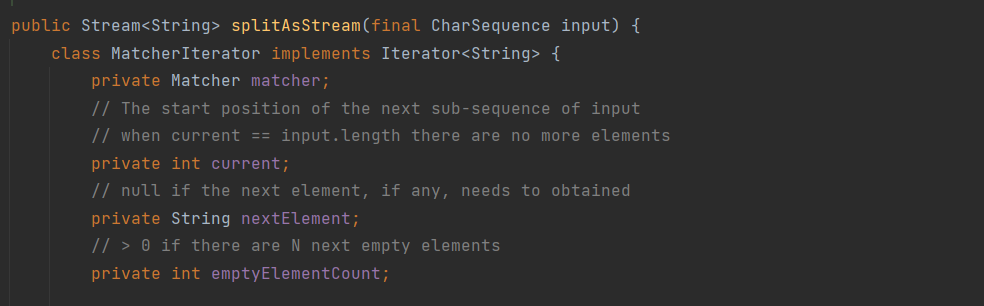 public Stream<String> splitAsStream(final CharSequence input) {
class MatcherIterator implements Iterator<String> {
private Matcher matcher;
// The start position of the next sub-sequence of input
// when current == input.length there are no more elements
private int current;
// null if the next element, if any, needs to obtained
private String nextElement;
// > 0 if there are N next empty elements
private int emptyElementCount;